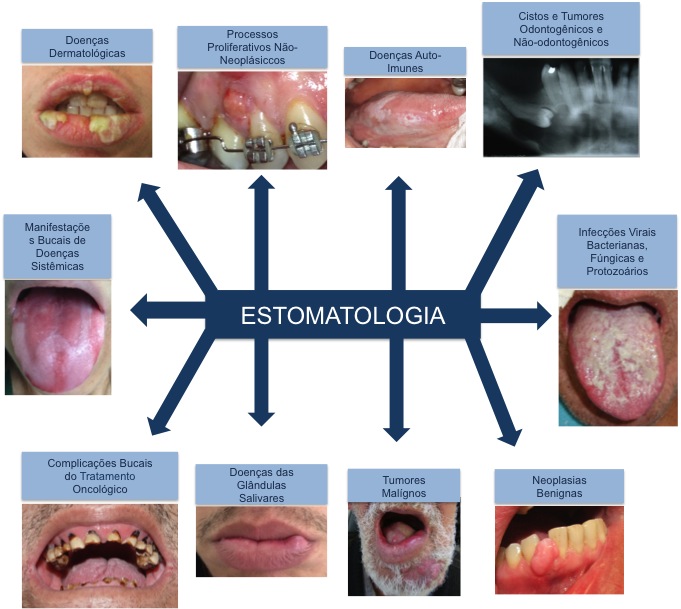 Doenças
Dermatológicas
Processos
Proliferativos Não-
Neoplásiccos
Doenças Auto-
Imunes
Cistos e Tumores
Odontogênicos e
Não-odontogênicos
Manifestaçõe
s Bucais de
Doenças
Sistêmicas
Infecções Virais
Bacterianas,
Fúngicas e
Protozoários
ESTOMATOLOGIA
Complicações Bucais
do Tratamento
Oncológico
Doenças das
Glândulas
Salivares
Tumores
Malígnos
Neoplasias
Benignas